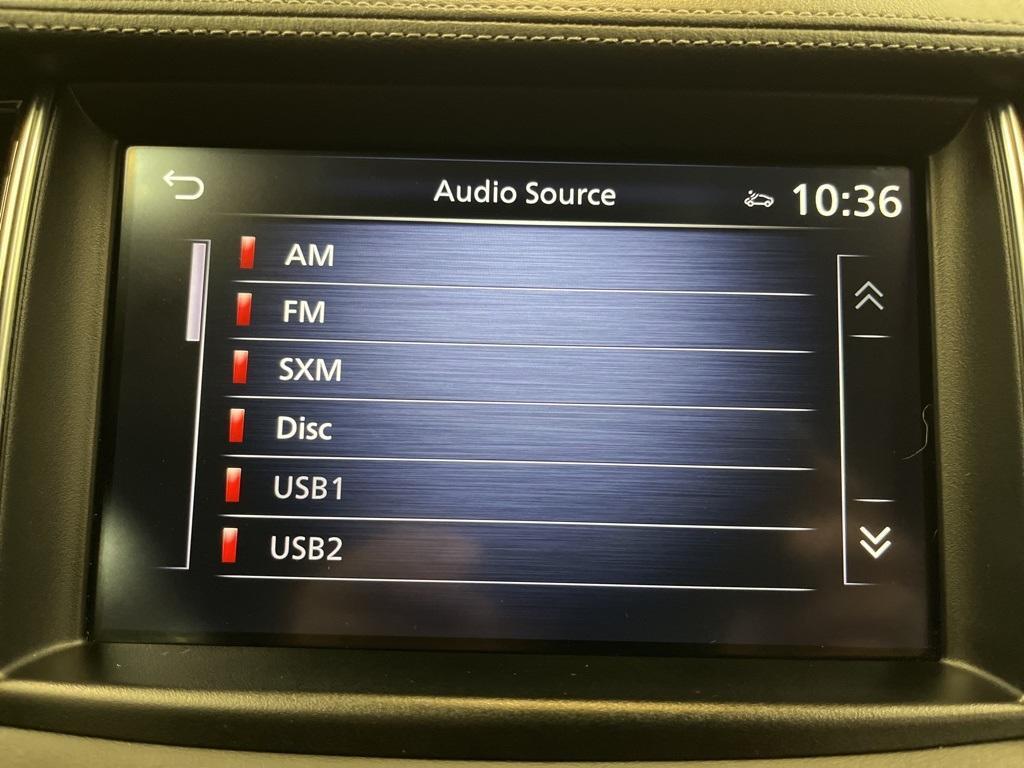 Audio Source
10:36
AM
FM
SXM
Disc
USB1
USB2